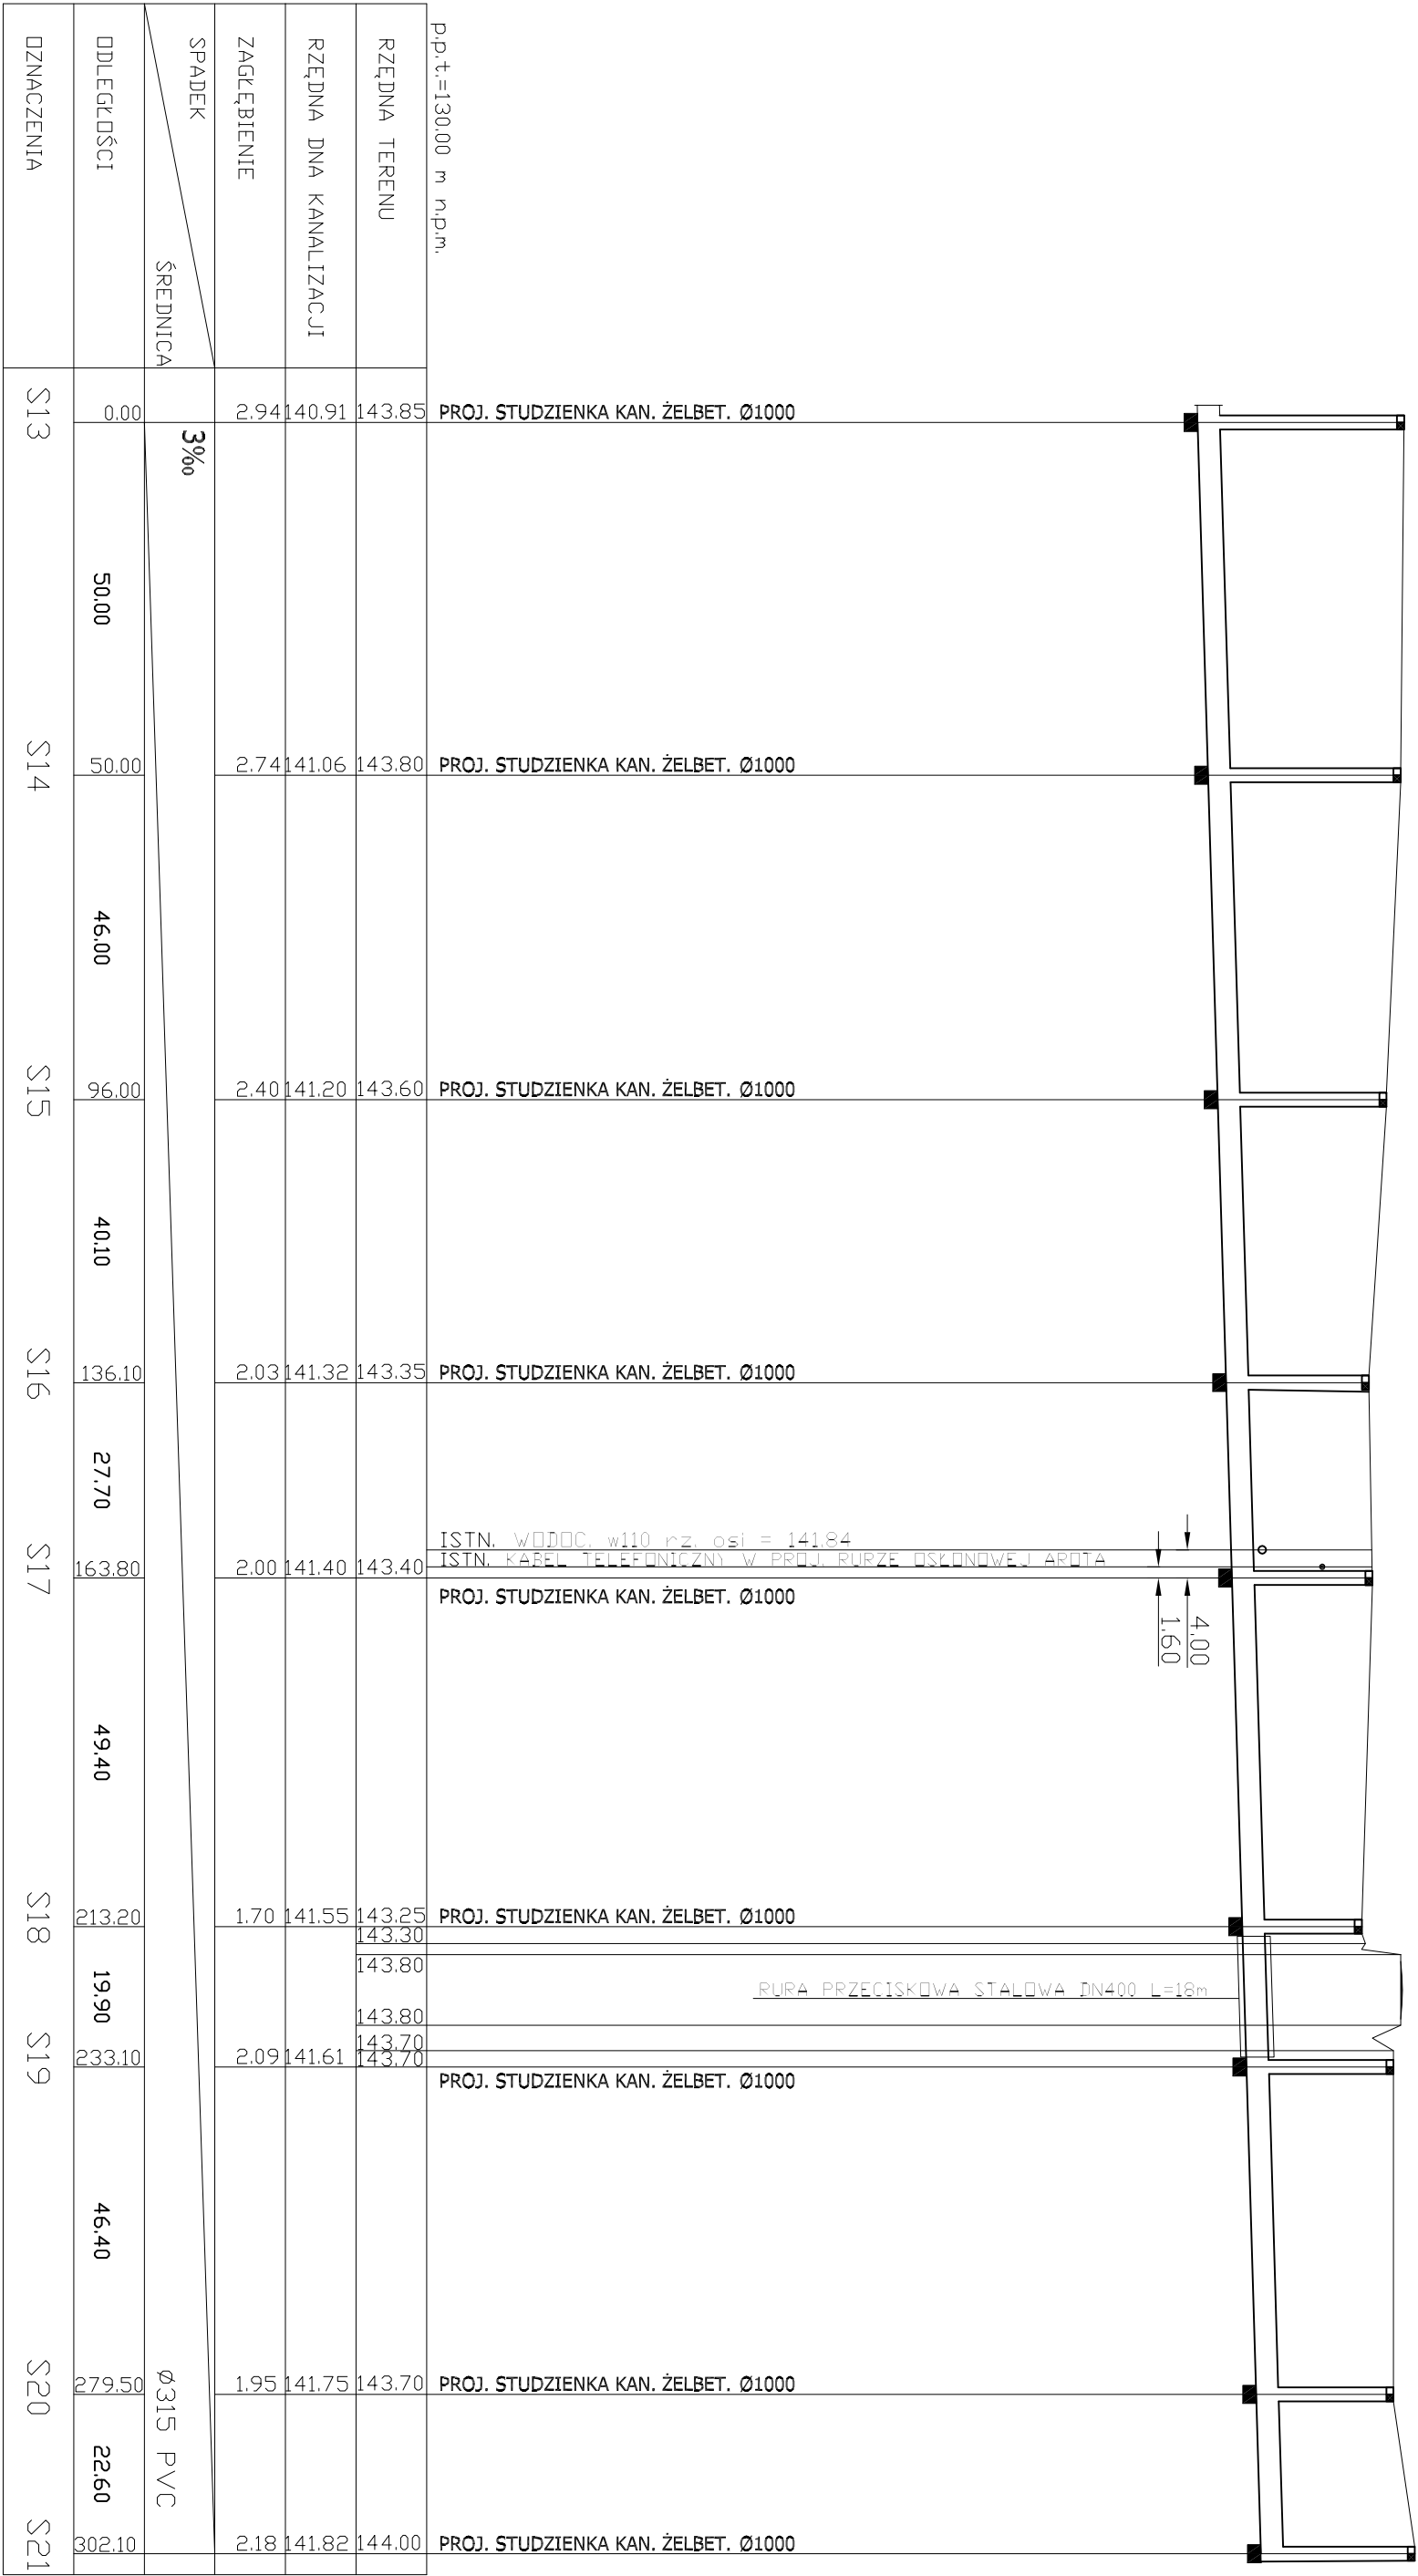 p.p.t.=130.00 m n.p.m.
RZĘDNA TERENU
RZĘDNA DNA KANALIZACJI
ZAGŁĘBIENIE
SPADEK
ŚREDNICA
ODLEGŁOŚCI
OZNACZENIA
S13
0.00
2.94 140.91 143.85 PROJ. STUDZIENKA KAN. ŻELBET. Ø1000
3‰
50.00
S14
50.00
2.74 141.06 143.80 PROJ. STUDZIENKA KAN. ŻELBET. Ø1000
46.00
S15
96.00
2.40 141.20 143.60 PROJ. STUDZIENKA KAN. ŻELBET. Ø1000
40.10
S16
136.10
2.03 141.32 143.35 PROJ. STUDZIENKA KAN. ŻELBET. Ø1000
27.70
ISTN. WODOC. w110 rz. osi = 141.84
ISTN. KABEL TELEFONICZNY W PROJ. RURZE OSŁONOWEJ AROTA
S17
163.80
2.00 141.40 143.40
PROJ. STUDZIENKA KAN. ŻELBET. Ø1000
4.00
1.60
49.40
S18
213.20
1.70 141.55 143.25 PROJ. STUDZIENKA KAN. ŻELBET. Ø1000
143.30
143.80
RURA PRZECISKOWA STALOWA DN400 L=18m
19.90
143.80
143.70
S19
233.10
2.09 141.61 143.70
PROJ. STUDZIENKA KAN. ŻELBET. Ø1000
46.40
S20
279.50
1.95 141.75 143.70 PROJ. STUDZIENKA KAN. ŻELBET. Ø1000
Ø315 PVC
22.60
S21
302.10
2.18 141.82 144.00 PROJ. STUDZIENKA KAN. ŻELBET. Ø1000